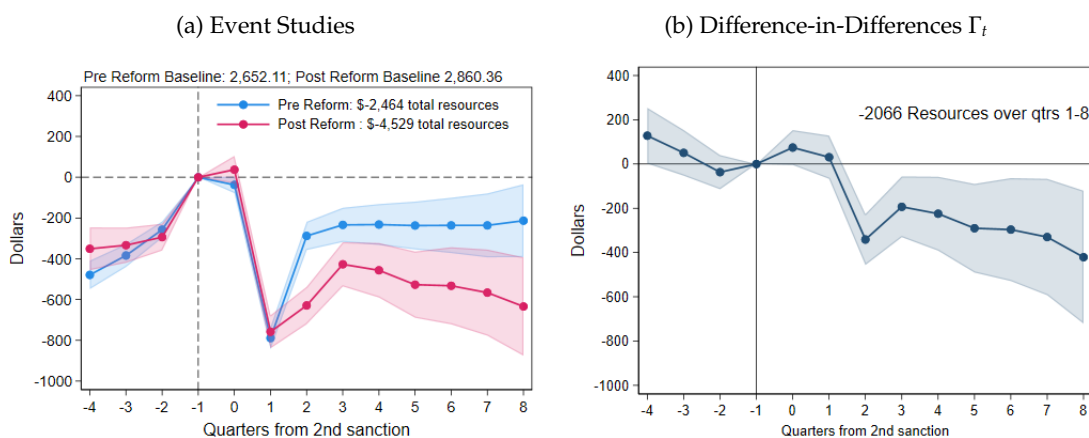 (a) Event Studies
Pre Reform Baseline: 2,652.11; Post Reform Baseline 2,860.36
400
200
0
-200
-400
-600
-800
-1000
Dollars
Pre Reform: $-2,464 total resources
Post Reform : $-4,529 total resources
-4 -3 -2 -1 0 1 2 3 4 5 6 7 8
Quarters from 2nd sanction
(b) Difference-in-Differences Γt
400
200
0
-200
-400
-600
-800
-1000
Dollars
-2066 Resources over qtrs 1-8
-4 -3 -2 -1 0 1 2 3 4 5 6 7 8
Quarters from 2nd sanction